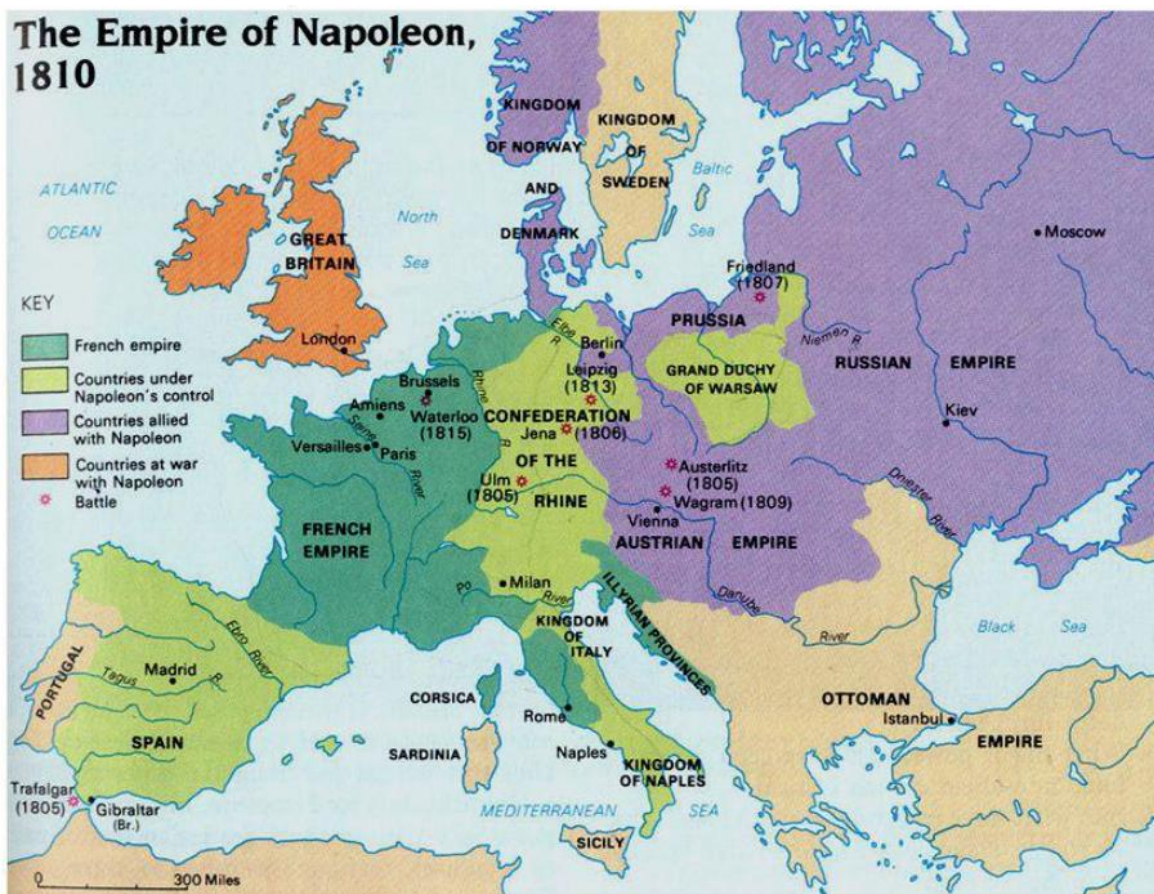 The Empire of Napoleon,
1810
ATLANTIC
OCEAN
North
Sea
Baltic
Sea
KINGDOM
OF NORWAY
AND
DENMARK
KINGDOM
OF
SWEDEN
GREAT
BRITAIN
London
Moscow
Friedland
(1807)
PRUSSIA
Niemen R.
RUSSIAN
EMPIRE
GRAND DUCHY
OF WARSAW
Kiev
KEY
French empire
Countries under
Napoleon's control
Countries allied
with Napoleon
Countries at war
with Napoleon
Battle
Elbe
R.
Berlin
Leipzig
(1813)
Brussels
Rhine
R.
Amiens
Waterloo
(1815)
CONFEDERATION
Jena
(1806)
OF THE
RHINE
Versailles
Seine
Paris
River
Ulm
(1805)
Austerlitz
(1805)
Wagram (1809)
Vienna
Dniester
River
FRENCH
EMPIRE
AUSTRIAN
EMPIRE
Milan
Po
River
ILLYRIAN PROVINCES
Danube
River
Black Sea
KINGDOM
OF
ITALY
Ebro River
Madrid
Tagus
R.
PORTUGAL
SPAIN
CORSICA
Rome
SARDINIA
Naples
KINGDOM
OF NAPLES
OTTOMAN
EMPIRE
Istanbul
Trafalgar
(1805)
Gibraltar
(Br.)
MEDITERRANEAN
SEA
SICILY
0
300 Miles